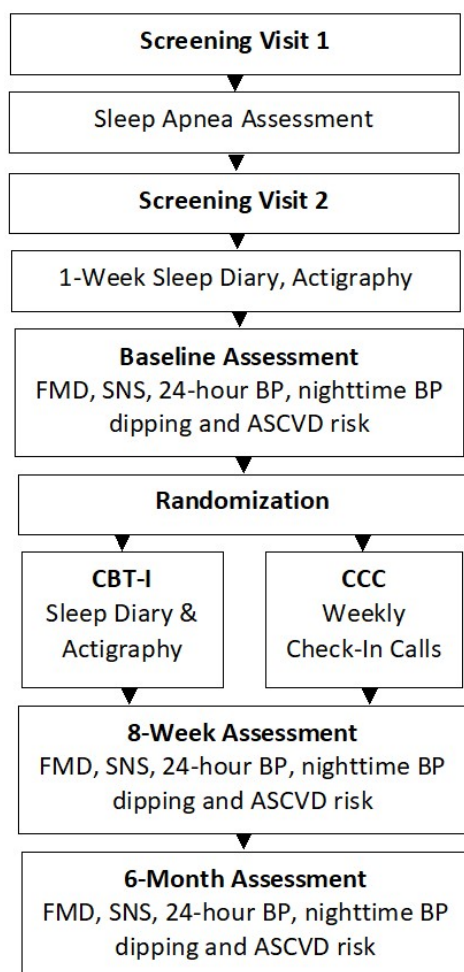 Screening Visit 1
Sleep Apnea Assessment
Screening Visit 2
1-Week Sleep Diary, Actigraphy
Baseline Assessment
FMD, SNS, 24-hour BP, nighttime BP
dipping and ASCVD risk
Randomization
CBT-I
Sleep Diary &
Actigraphy
CCC
Weekly
Check-In Calls
8-Week Assessment
FMD, SNS, 24-hour BP, nighttime BP
dipping and ASCVD risk
6-Month Assessment
FMD, SNS, 24-hour BP, nighttime BP
dipping and ASCVD risk